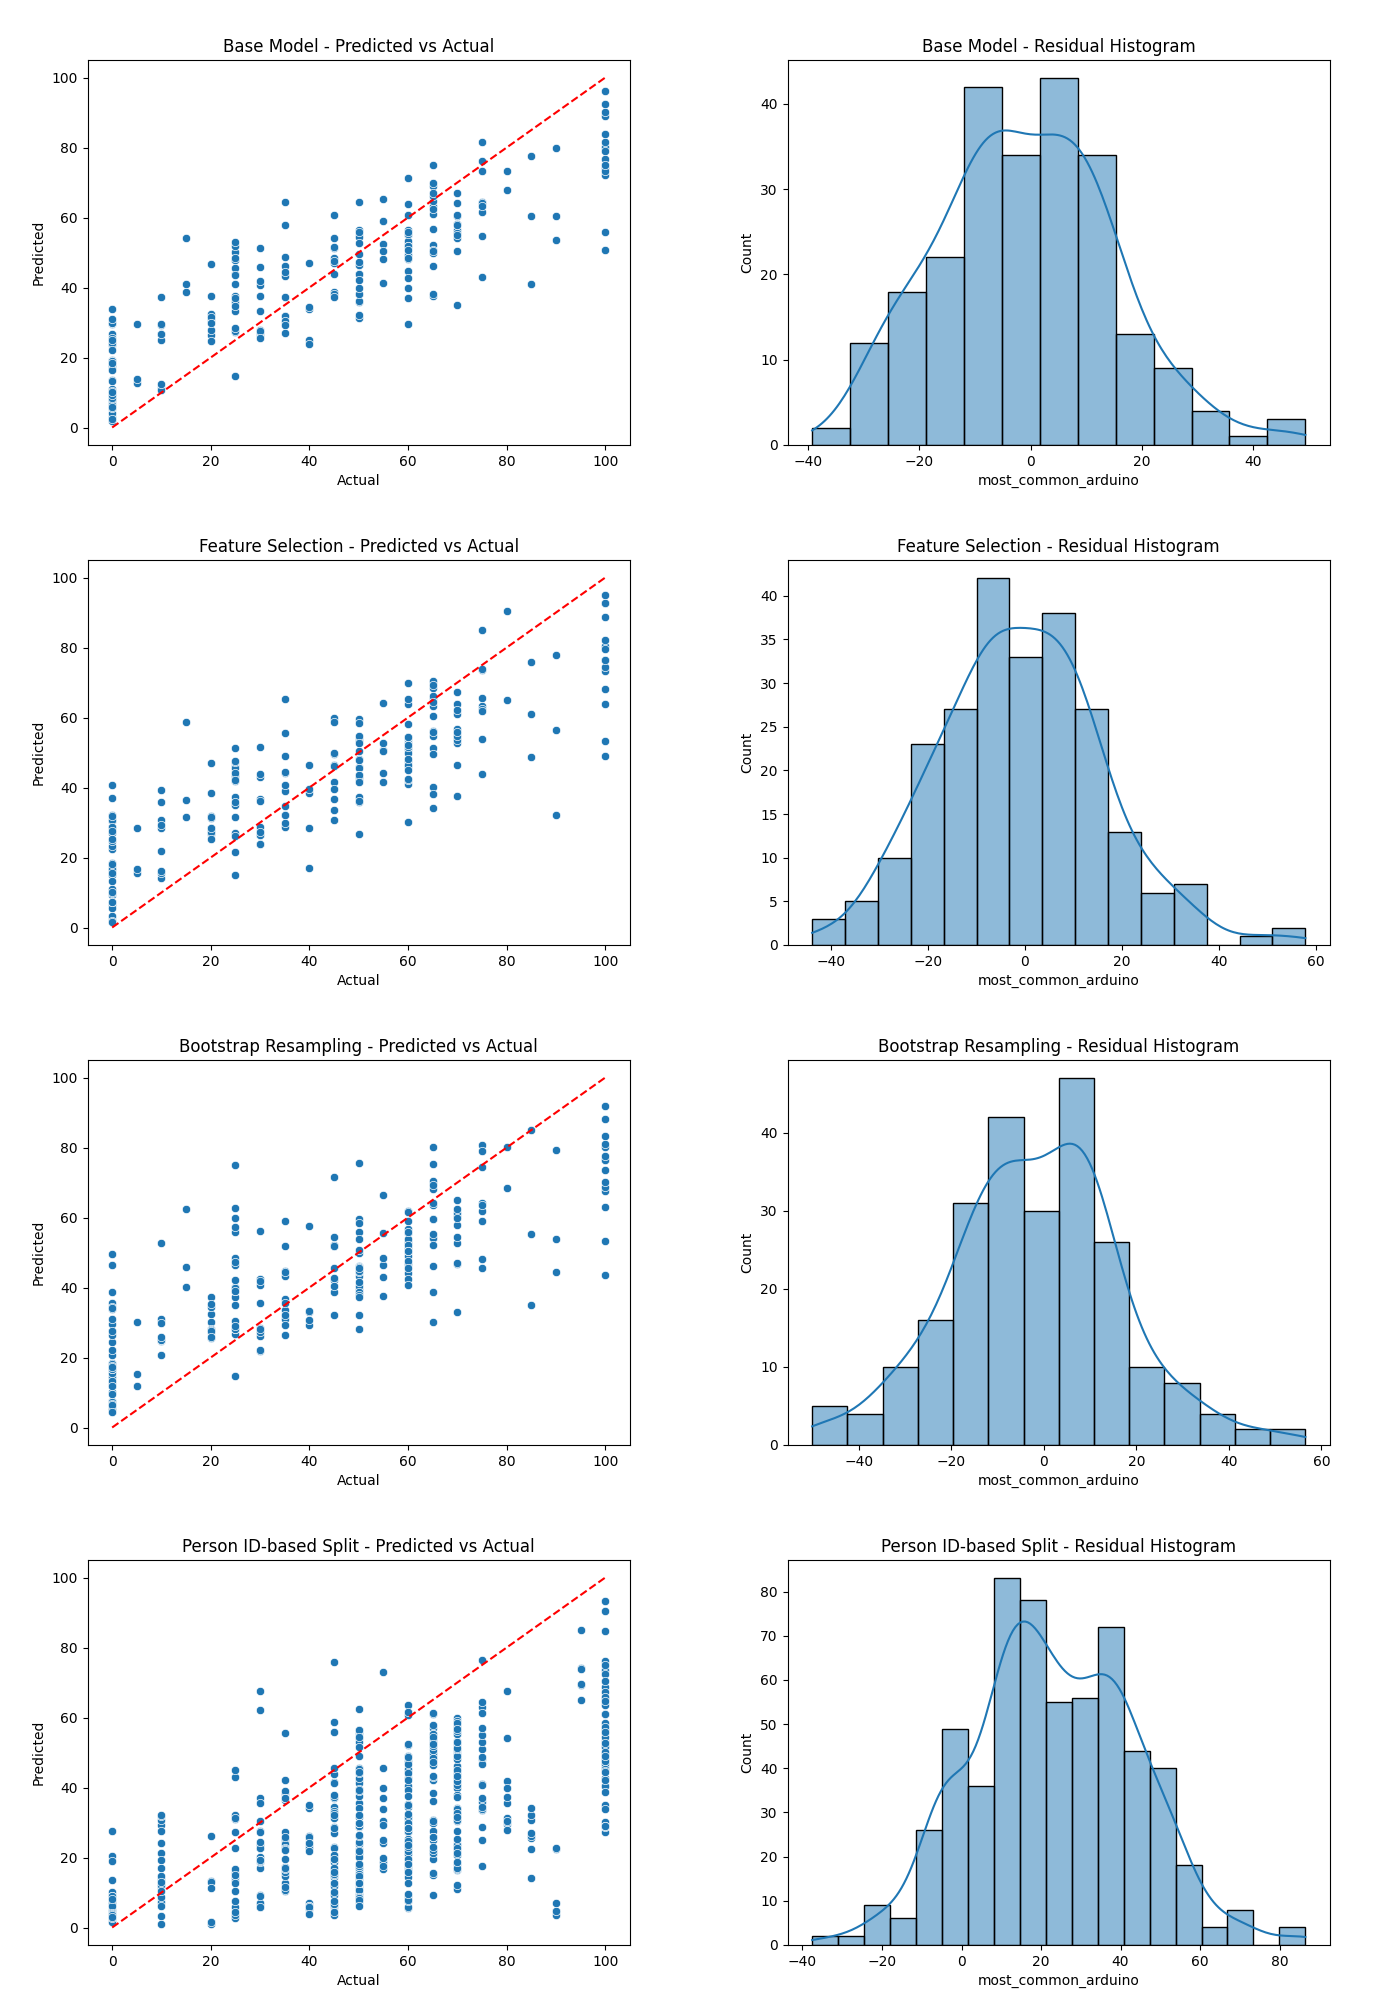 Base Model - Predicted vs Actual
100
80
60
40
20
0
Predicted
0 20 40 60 80 100
Actual
Base Model - Residual Histogram
40
30
20
10
0
Count
−40 −20 0 20 40
most_common_arduino
Feature Selection - Predicted vs Actual
100
80
60
40
20
0
Predicted
0 20 40 60 80 100
Actual
Feature Selection - Residual Histogram
40
35
30
25
20
15
10
5
0
Count
−40 −20 0 20 40 60
most_common_arduino
Bootstrap Resampling - Predicted vs Actual
100
80
60
40
20
0
Predicted
0 20 40 60 80 100
Actual
Bootstrap Resampling - Residual Histogram
40
30
20
10
0
Count
−40 −20 0 20 40 60
most_common_arduino
Person ID-based Split - Predicted vs Actual
100
80
60
40
20
0
Predicted
0 20 40 60 80 100
Actual
Person ID-based Split - Residual Histogram
80
70
60
50
40
30
20
10
0
Count
−40 −20 0 20 40 60 80
most_common_arduino